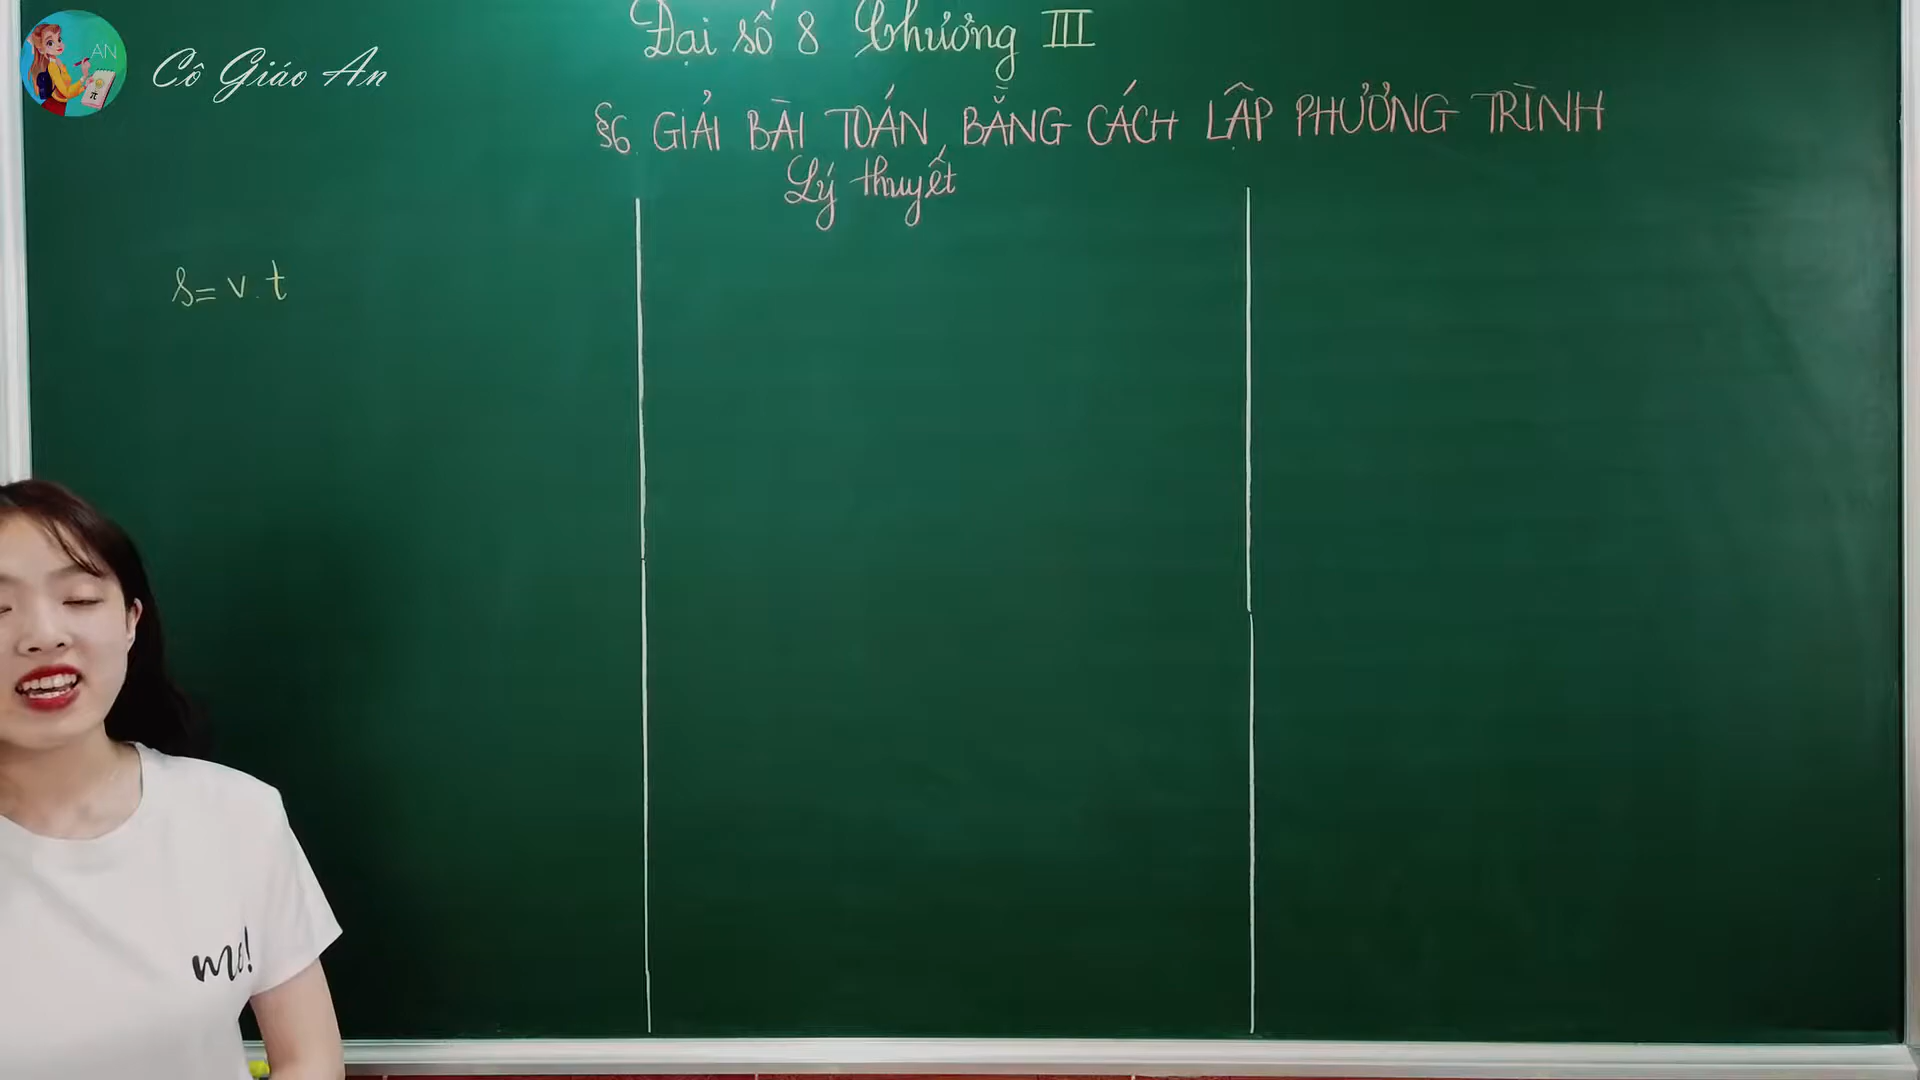 AN
Cô Giáo An
Đại số 8 Chương III
§6. GIẢI BÀI TOÁN BẰNG CÁCH LẬP PHƯƠNG TRÌNH
Lý thuyết
s = v.t